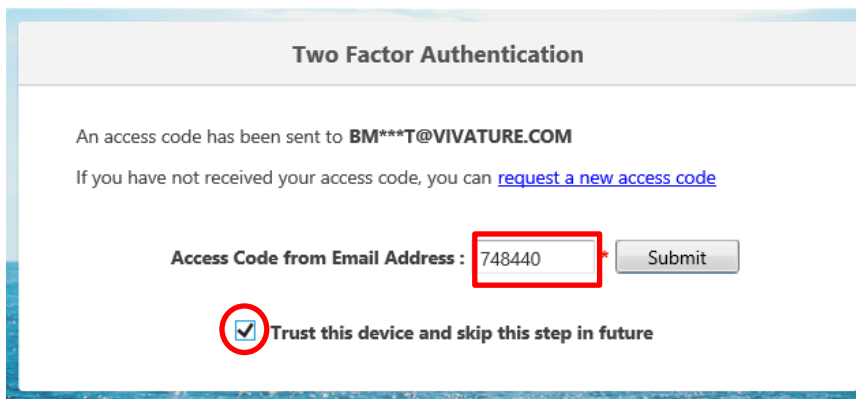 Two Factor Authentication
An access code has been sent to BM***T@VIVATURE.COM
If you have not received your access code, you can request a new access code
Access Code from Email Address : 748440 * Submit
Trust this device and skip this step in future